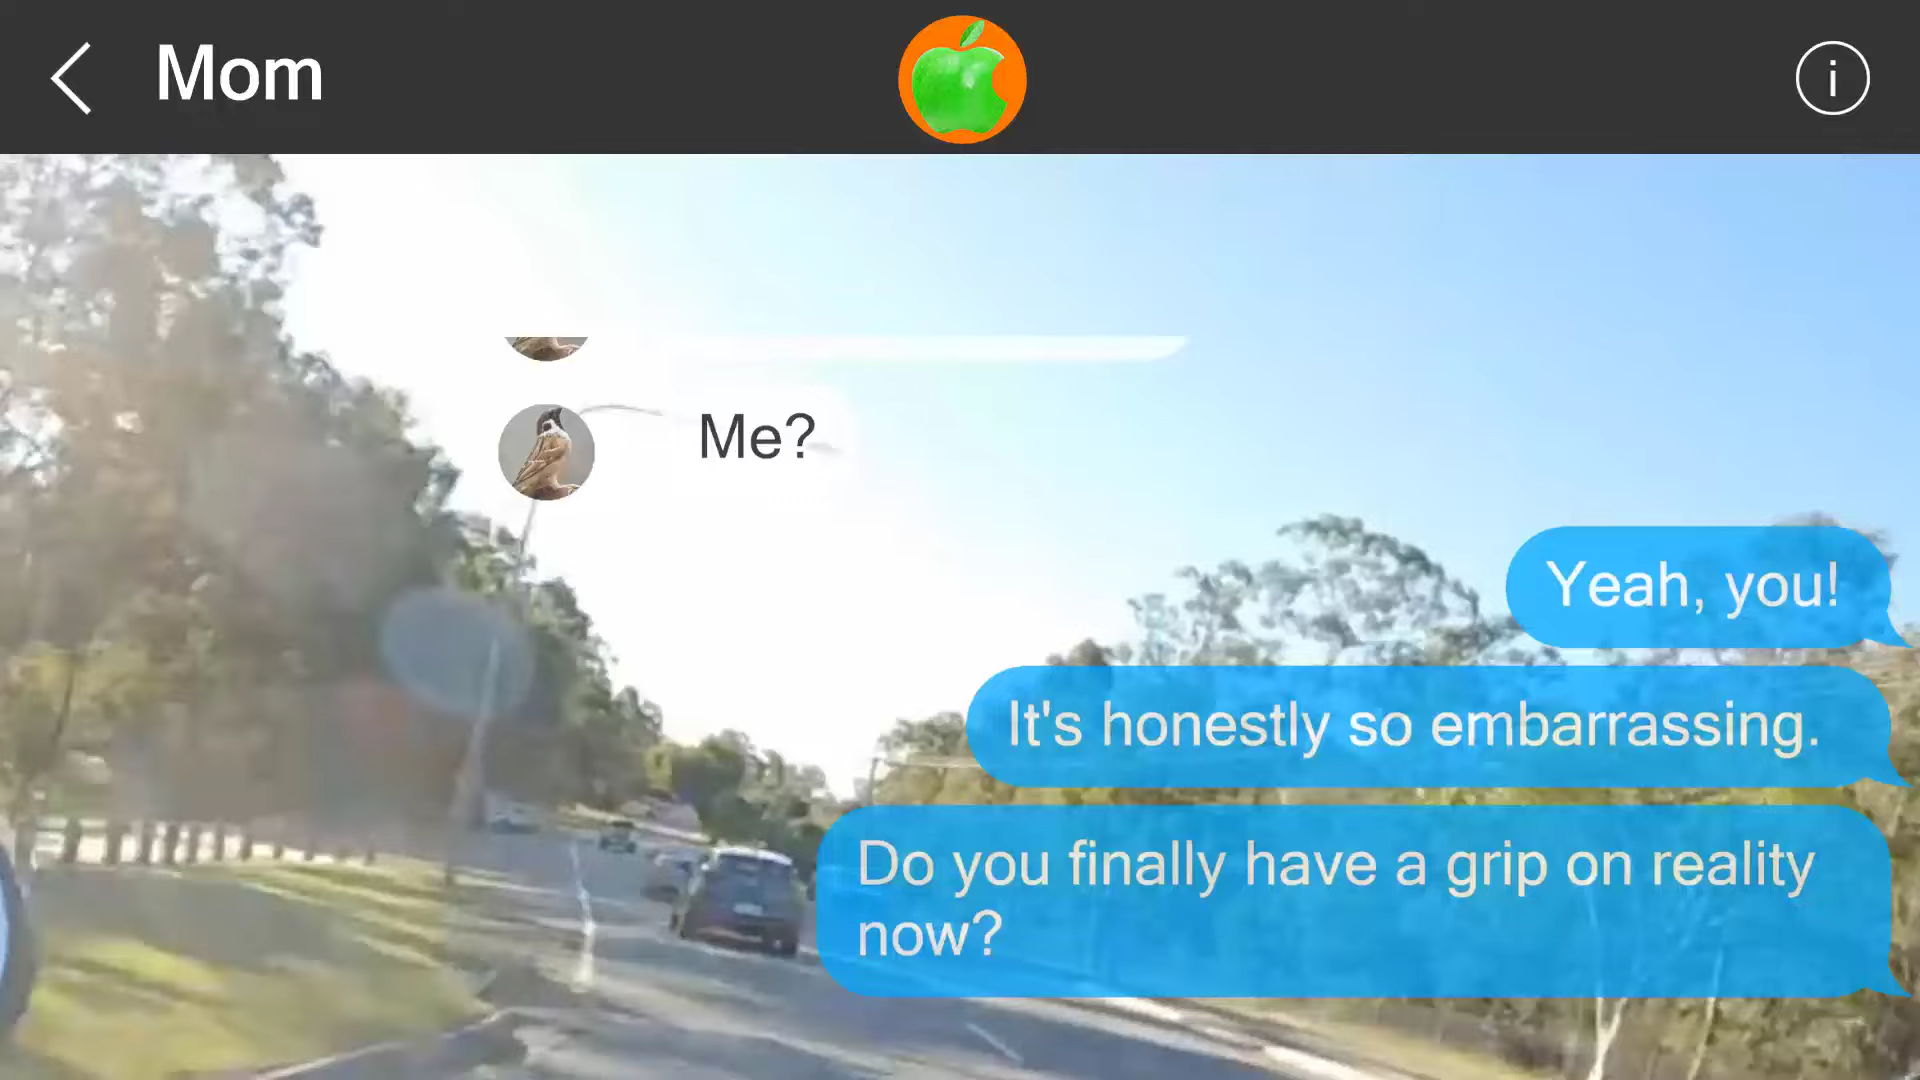 Mom
i
Me?
Yeah, you!
It's honestly so embarrassing.
Do you finally have a grip on reality
now?